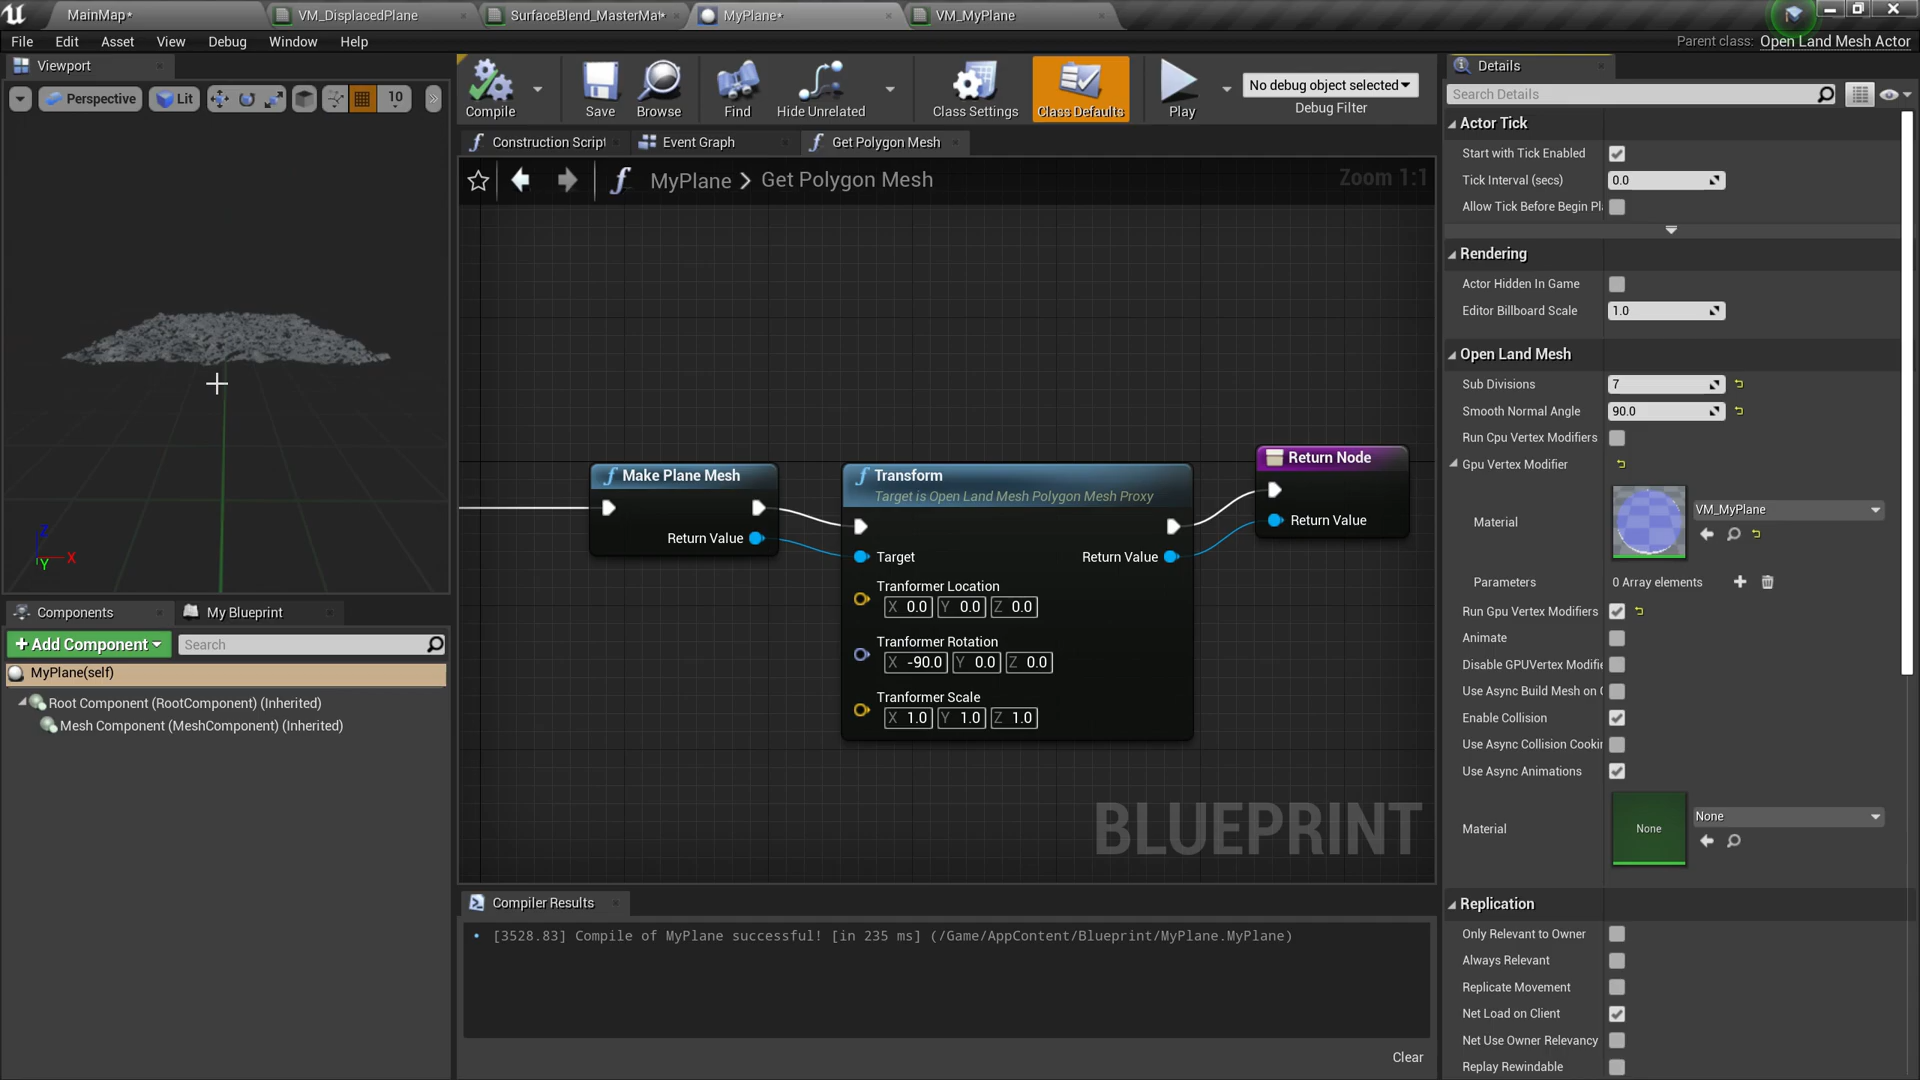 MainMap*
VM_DisplacedPlane
SurfaceBlend_MasterMat*
MyPlane*
VM_MyPlane
File Edit Asset View Debug Window Help
Parent class: Open Land Mesh Actor
Viewport
Perspective Lit 10
Compile Save Browse Find Hide Unrelated Class Settings Class Defaults Play
No debug object selected
Debug Filter
Construction Script Event Graph Get Polygon Mesh
MyPlane > Get Polygon Mesh
Zoom 1:1
Make Plane Mesh
Return Value
Transform
Target is Open Land Mesh Polygon Mesh Proxy
Target Return Value
Tranformer Location
X 0.0 Y 0.0 Z 0.0
Tranformer Rotation
X -90.0 Y 0.0 Z 0.0
Tranformer Scale
X 1.0 Y 1.0 Z 1.0
Return Node
Return Value
BLUEPRINT
Z
X
Y
Components My Blueprint
+Add Component Search
MyPlane(self)
Root Component (RootComponent) (Inherited)
Mesh Component (MeshComponent) (Inherited)
Compiler Results
• [3528.83] Compile of MyPlane successful! [in 235 ms] (/Game/AppContent/Blueprint/MyPlane.MyPlane)
Clear
Details
Search Details
Actor Tick
Start with Tick Enabled
Tick Interval (secs) 0.0
Allow Tick Before Begin Pl
Rendering
Actor Hidden In Game
Editor Billboard Scale 1.0
Open Land Mesh
Sub Divisions 7
Smooth Normal Angle 90.0
Run Cpu Vertex Modifiers
Gpu Vertex Modifier
Material VM_MyPlane
Parameters 0 Array elements
Run Gpu Vertex Modifiers
Animate
Disable GPUVertex Modifie
Use Async Build Mesh on
Enable Collision
Use Async Collision Cookin
Use Async Animations
Material None None
Replication
Only Relevant to Owner
Always Relevant
Replicate Movement
Net Load on Client
Net Use Owner Relevancy
Replay Rewindable